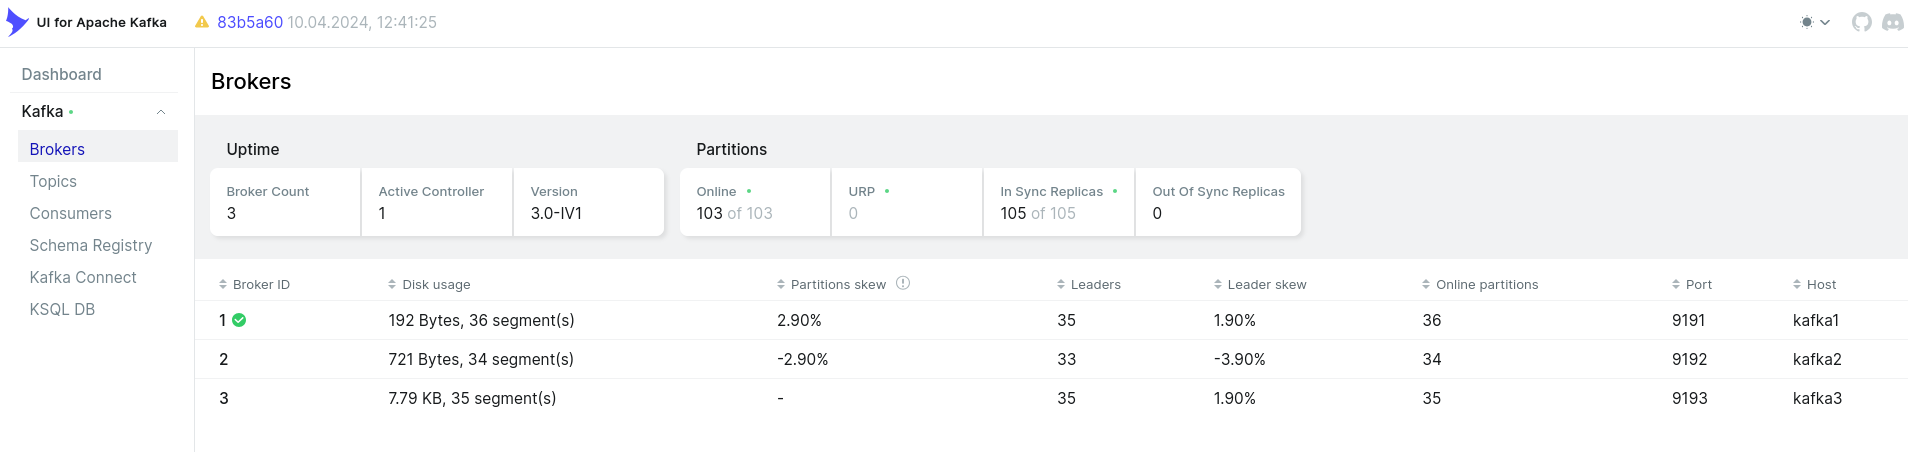 UI for Apache Kafka 83b5a60 10.04.2024, 12:41:25
Dashboard
Kafka
Brokers
Topics
Consumers
Schema Registry
Kafka Connect
KSQL DB
Brokers
Uptime
Broker Count Active Controller Version
3 1 3.0-IV1
Partitions
Online URP In Sync Replicas Out Of Sync Replicas
103 of 103 0 105 of 105 0
Broker ID Disk usage Partitions skew Leaders Leader skew Online partitions Port Host
1 192 Bytes, 36 segment(s) 2.90% 35 1.90% 36 9191 kafka1
2 721 Bytes, 34 segment(s) -2.90% 33 -3.90% 34 9192 kafka2
3 7.79 KB, 35 segment(s) - 35 1.90% 35 9193 kafka3